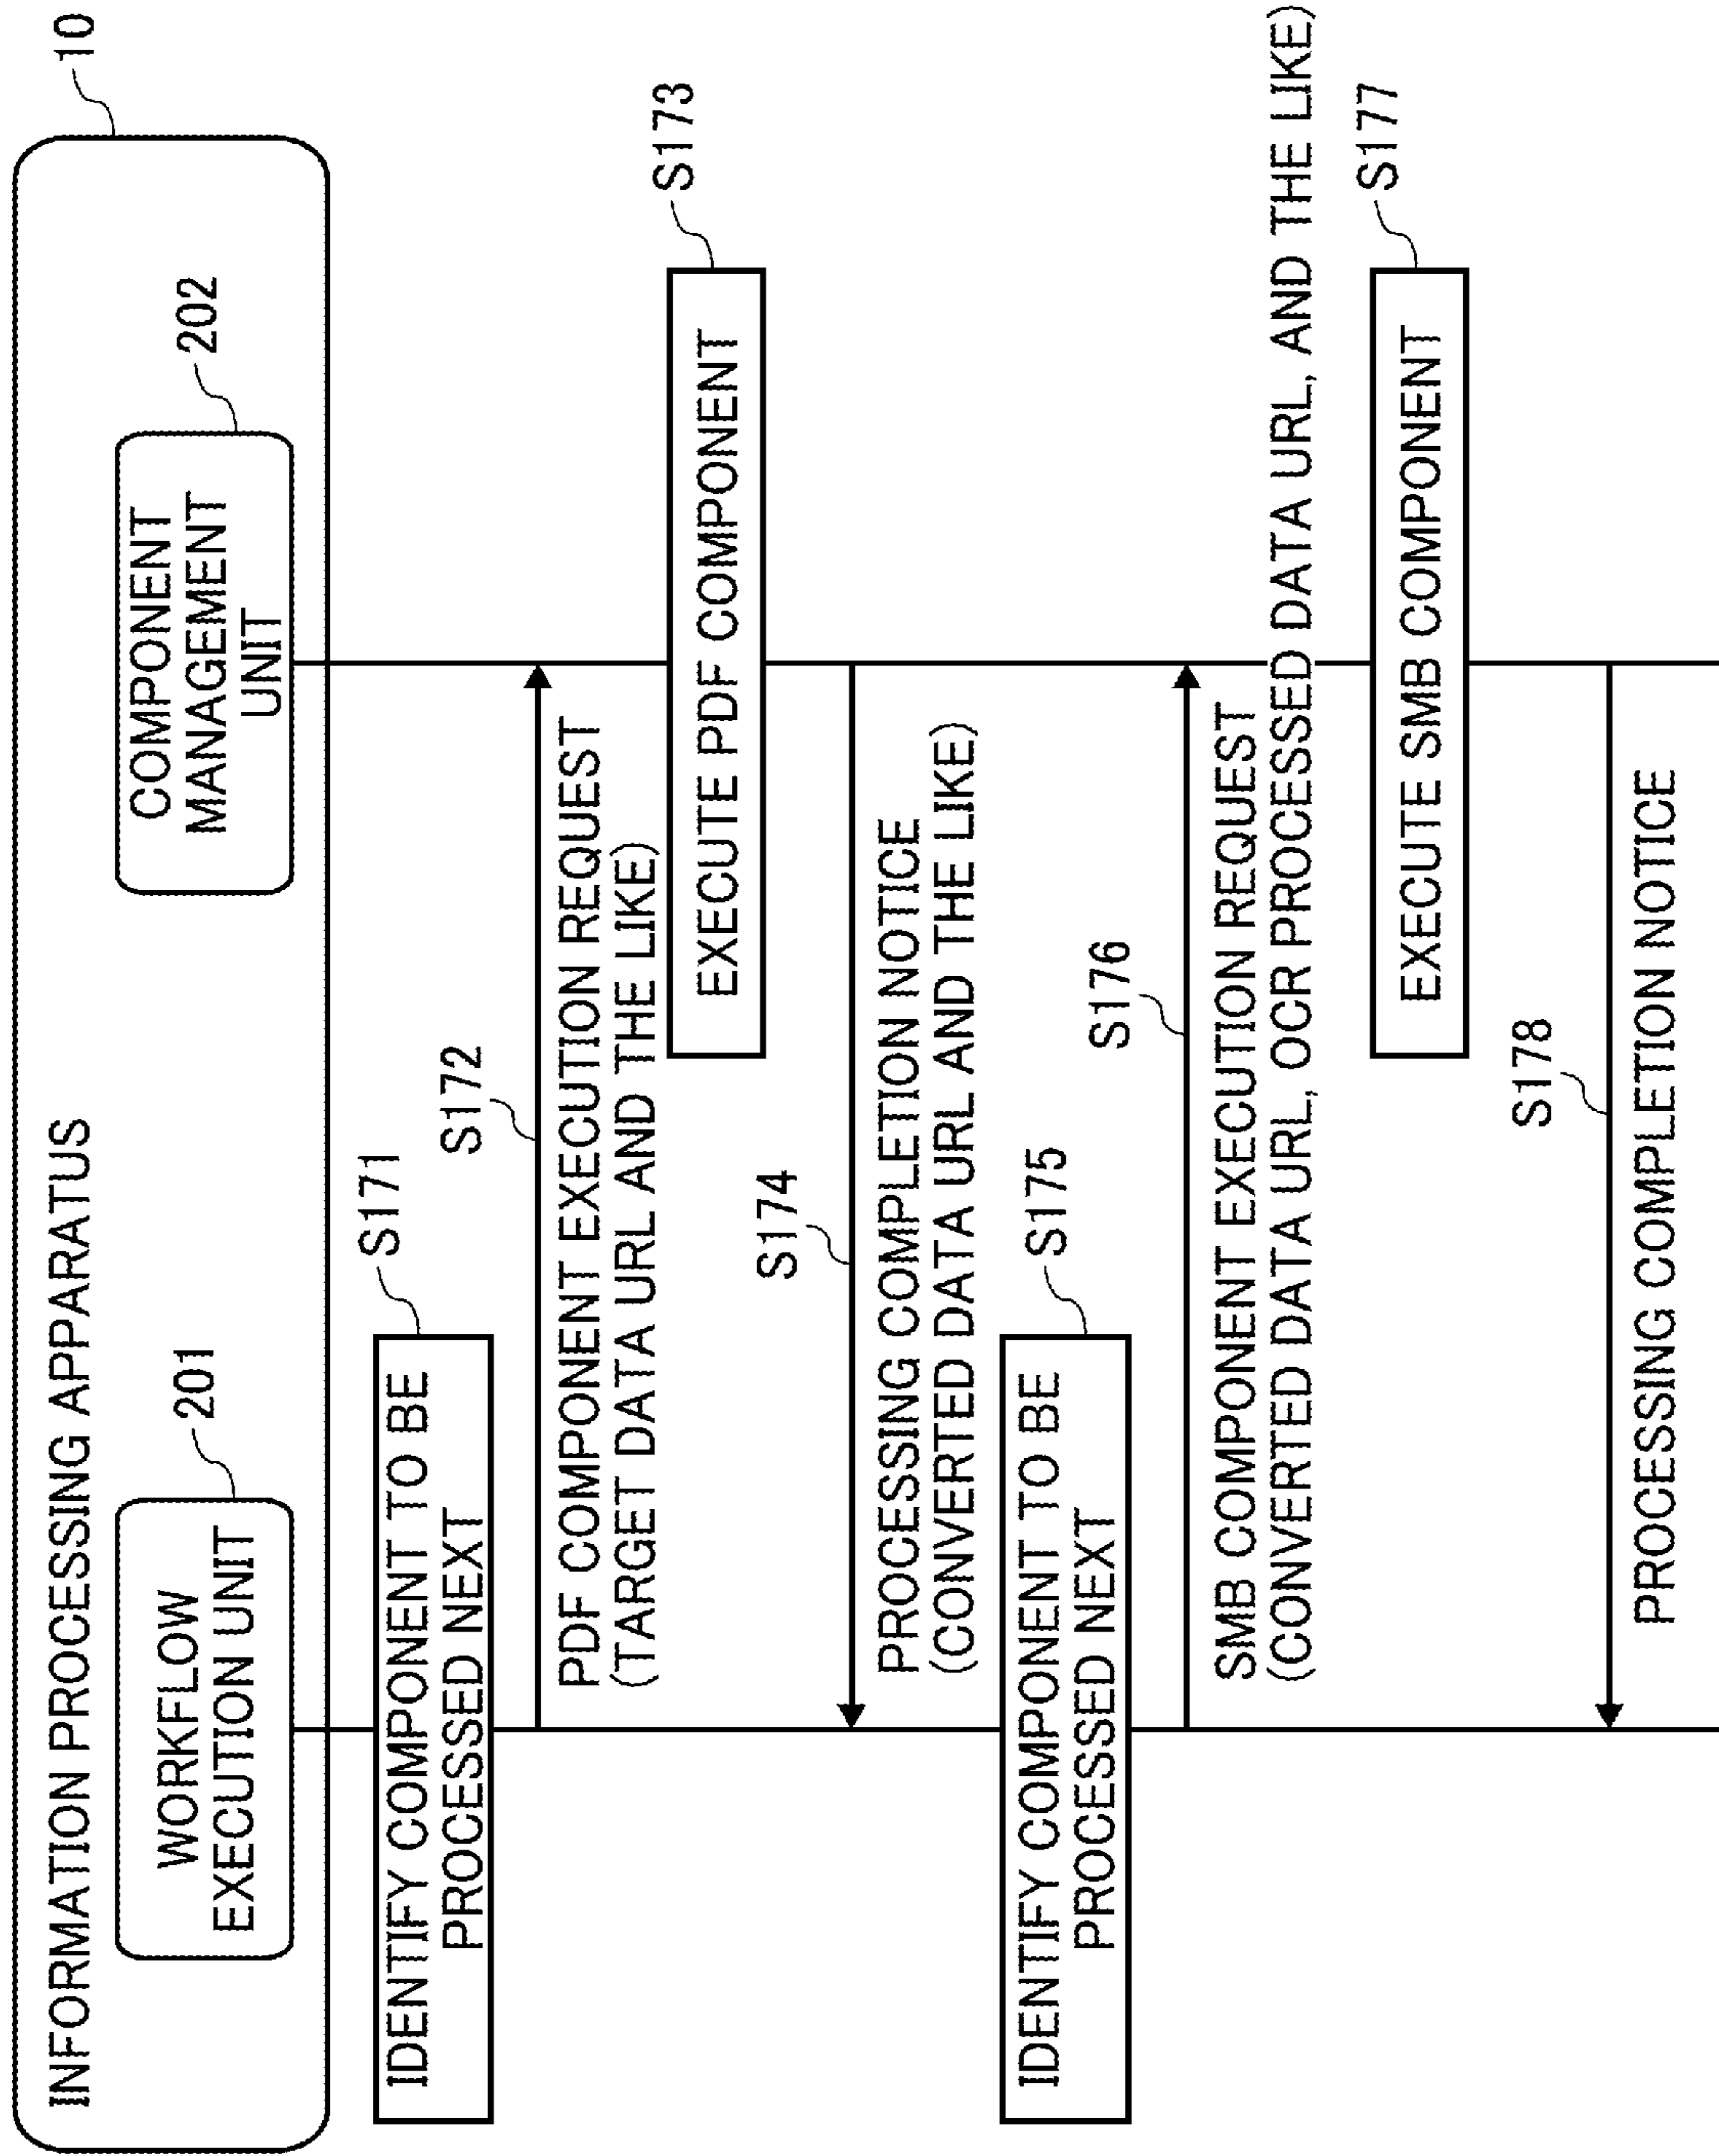 INFORMATION PROCESSING APPARATUS
10
WORKFLOW
EXECUTION UNIT
201
COMPONENT
MANAGEMENT
UNIT
202
IDENTIFY COMPONENT TO BE
PROCESSED NEXT
S171
S172
PDF COMPONENT EXECUTION REQUEST
(TARGET DATA URL AND THE LIKE)
EXECUTE PDF COMPONENT
S173
S174
PROCESSING COMPLETION NOTICE
(CONVERTED DATA URL AND THE LIKE)
IDENTIFY COMPONENT TO BE
PROCESSED NEXT
S175
S176
SMB COMPONENT EXECUTION REQUEST
(CONVERTED DATA URL, OCR PROCESSED DATA URL, AND THE LIKE)
EXECUTE SMB COMPONENT
S177
S178
PROCESSING COMPLETION NOTICE